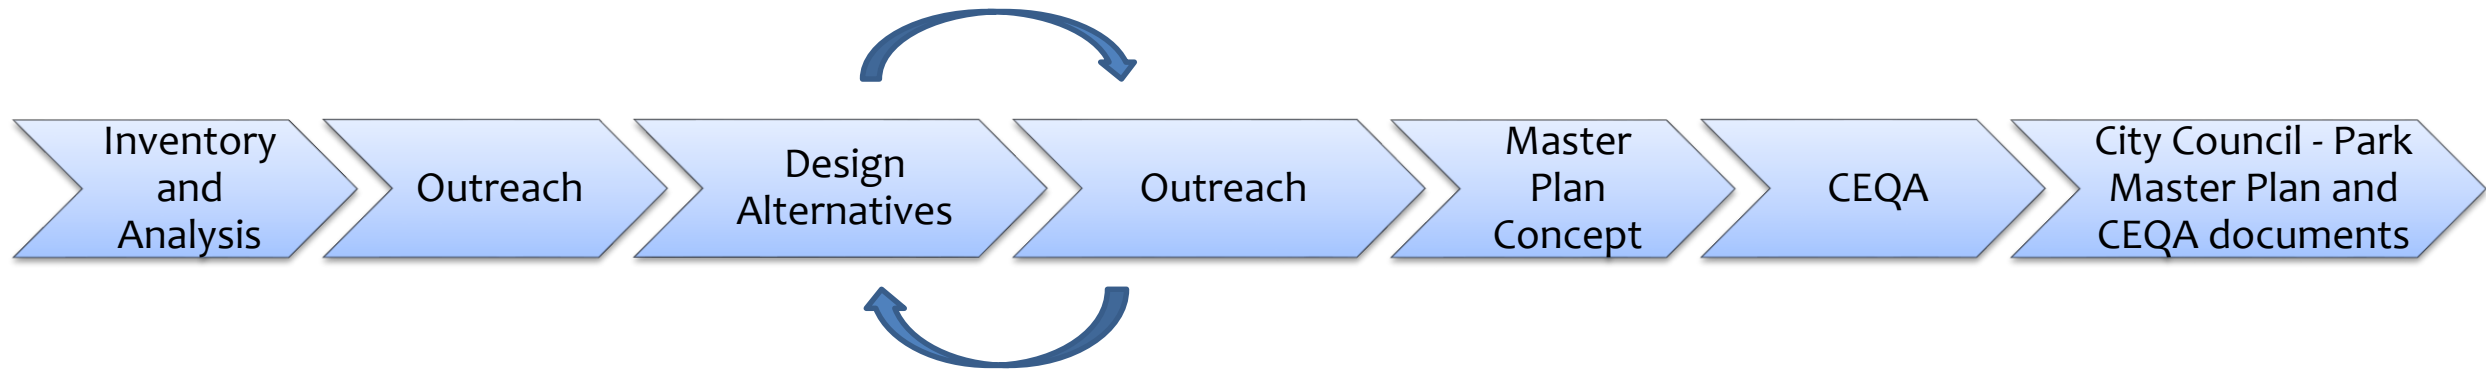 Inventory
and
Analysis
Outreach
Design
Alternatives
Outreach
Master
Plan
Concept
CEQA
City Council - Park
Master Plan and
CEQA documents